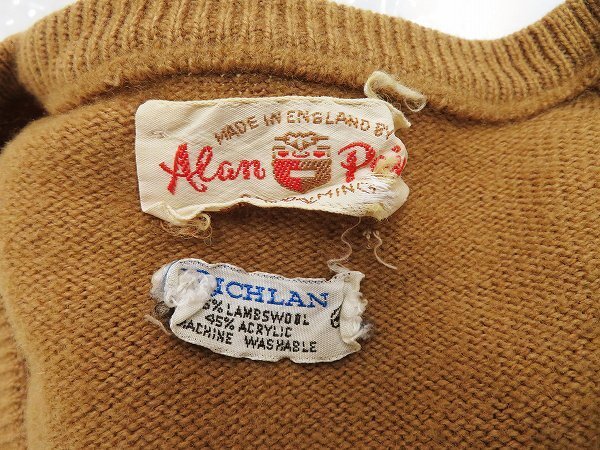 MADE IN ENGLAND BY
Alan
RICHLAN
5% LAMBSWOOL
45% ACRYLIC
MACHINE WASHABLE